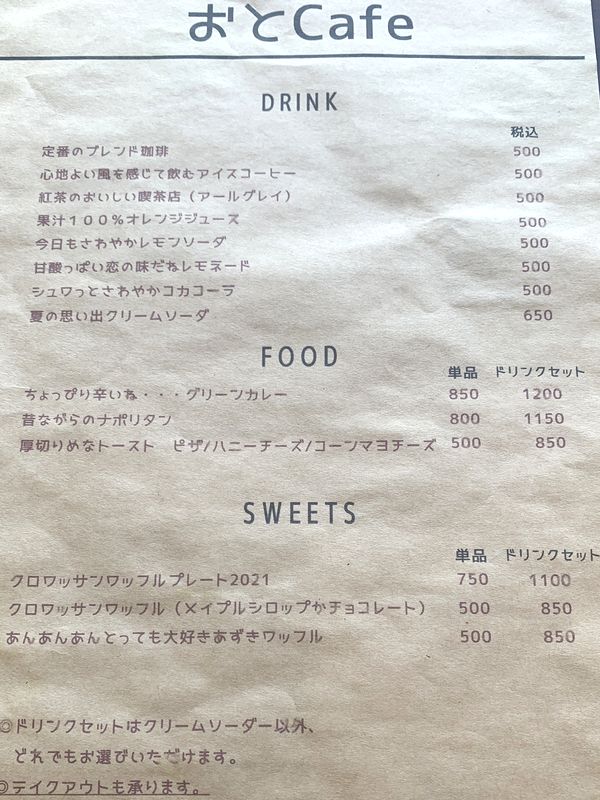 おとCafe
DRINK
税込
定番のブレンド珈琲 500
心地よい風を感じて飲むアイスコーヒー 500
紅茶のおいしい喫茶店（アールグレイ） 500
果汁１００％オレンジジュース 500
今日もさわやかレモンソーダ 500
甘酸っぱい恋の味だねレモネード 500
シュワっとさわやかコカコーラ 500
夏の思い出クリームソーダ 650
FOOD
単品 ドリンクセット
ちょっぴり辛いね・・・グリーンカレー 850 1200
昔ながらのナポリタン 800 1150
厚切りめなトースト ピザ/ハニーチーズ/コーンマヨチーズ 500 850
SWEETS
単品 ドリンクセット
クロワッサンワッフルプレート2021 750 1100
クロワッサンワッフル（メイプルシロップかチョコレート） 500 850
あんあんあんとっても大好きあずきワッフル 500 850
◎ドリンクセットはクリームソーダー以外、
どれでもお選びいただけます。
◎テイクアウトも承ります。